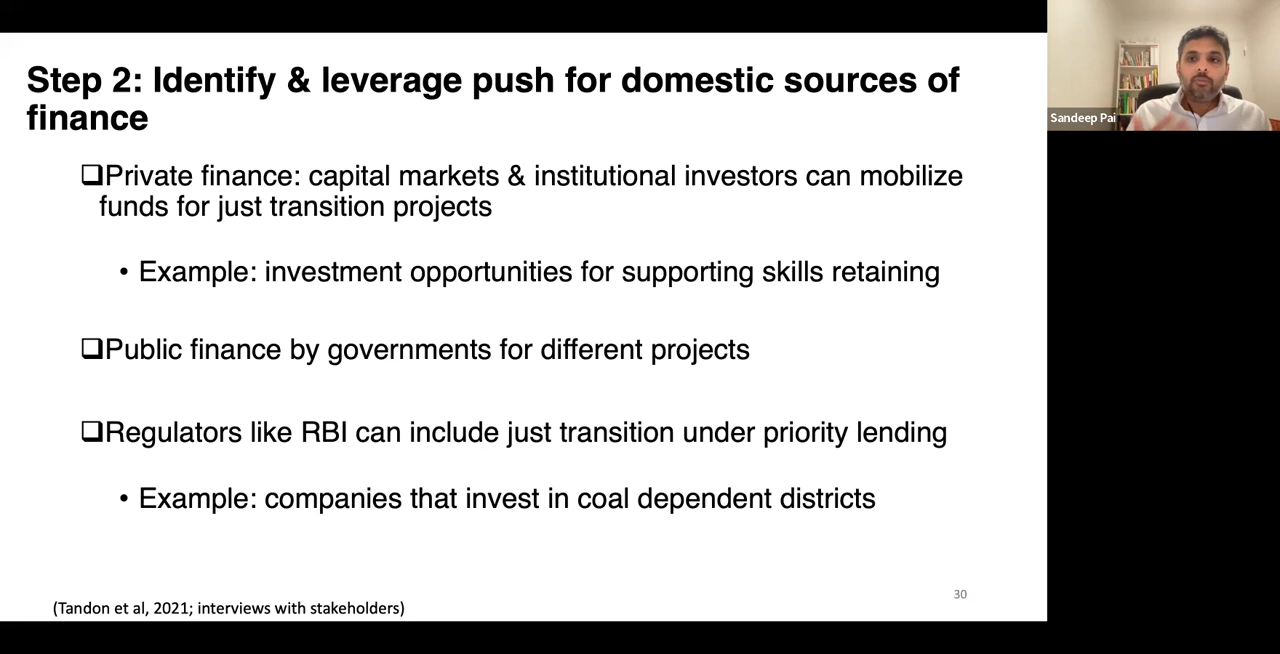 Step 2: Identify & leverage push for domestic sources of
finance
❑Private finance: capital markets & institutional investors can mobilize
funds for just transition projects
• Example: investment opportunities for supporting skills retaining
❑Public finance by governments for different projects
❑Regulators like RBI can include just transition under priority lending
• Example: companies that invest in coal dependent districts
(Tandon et al, 2021; interviews with stakeholders)
30
Sandeep Pai